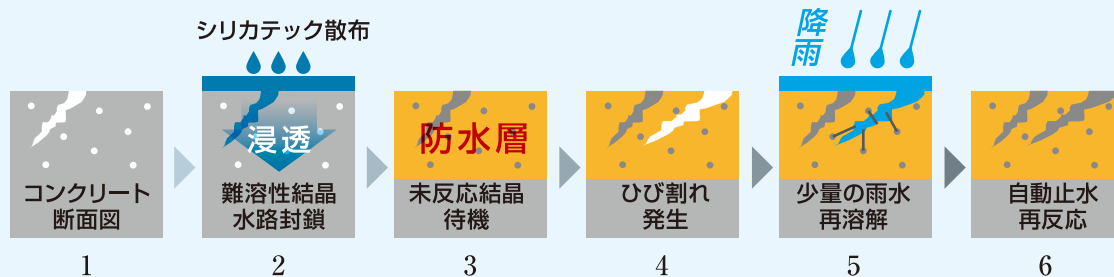 シリカテック散布
降
雨
浸透
防水層
コンクリート
断面図
難溶性結晶
水路封鎖
未反応結晶
待機
ひび割れ
発生
少量の雨水
再溶解
自動止水
再反応
1
2
3
4
5
6